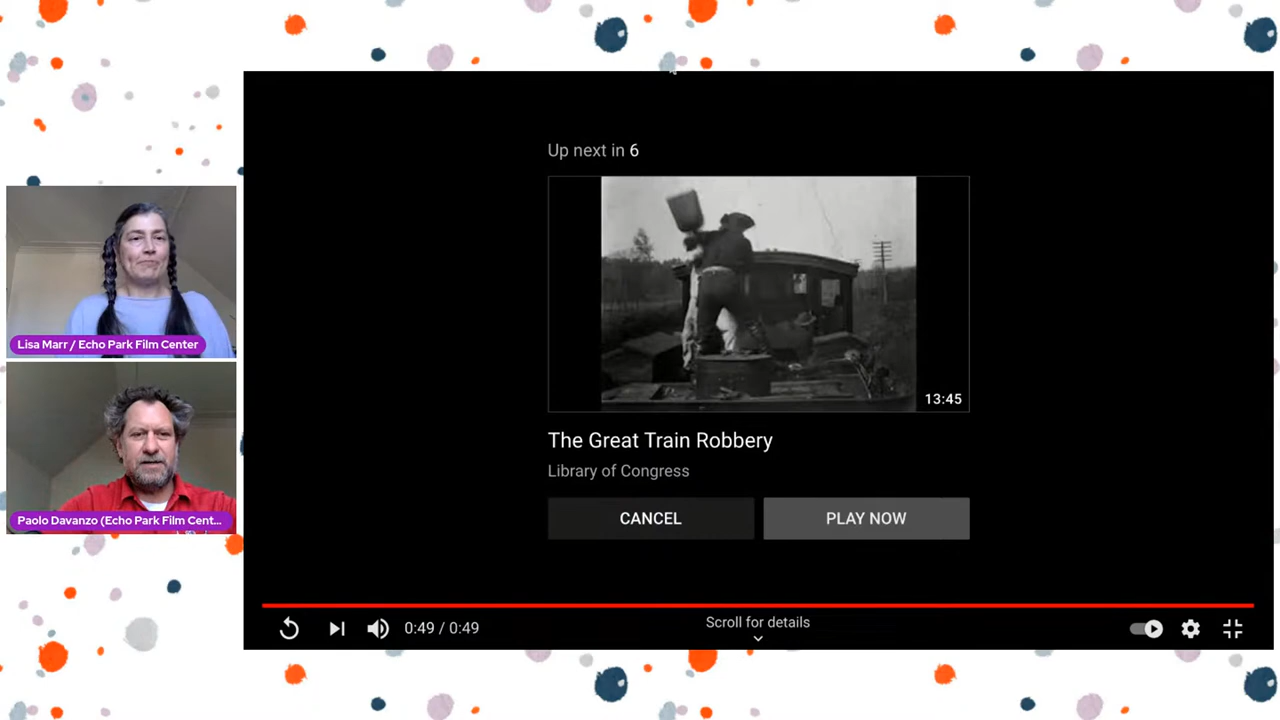 Up next in 6
13:45
The Great Train Robbery
Library of Congress
CANCEL
PLAY NOW
0:49 / 0:49
Scroll for details
Lisa Marr / Echo Park Film Center
Paolo Davanzo (Echo Park Film Cent...